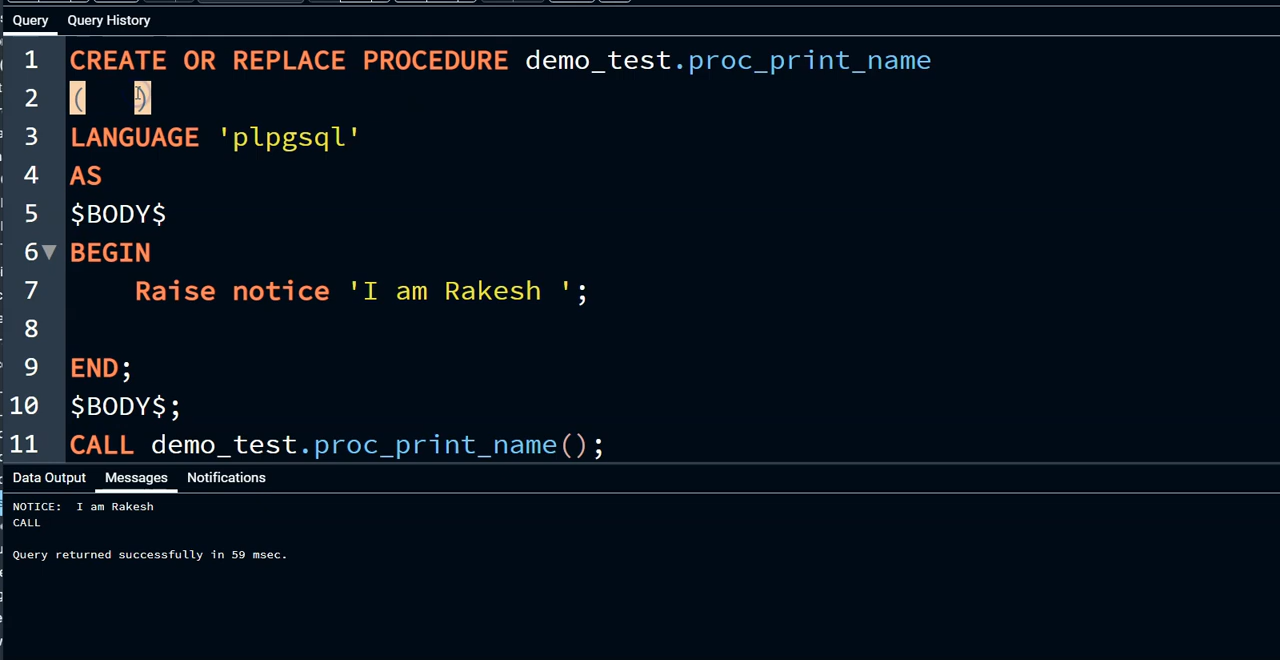 Query Query History
1 CREATE OR REPLACE PROCEDURE demo_test.proc_print_name
2 ( )
3 LANGUAGE 'plpgsql'
4 AS
5 $BODY$
6 BEGIN
7 Raise notice 'I am Rakesh ';
8
9 END;
10 $BODY$;
11 CALL demo_test.proc_print_name();
Data Output Messages Notifications
NOTICE:  I am Rakesh
CALL
Query returned successfully in 59 msec.